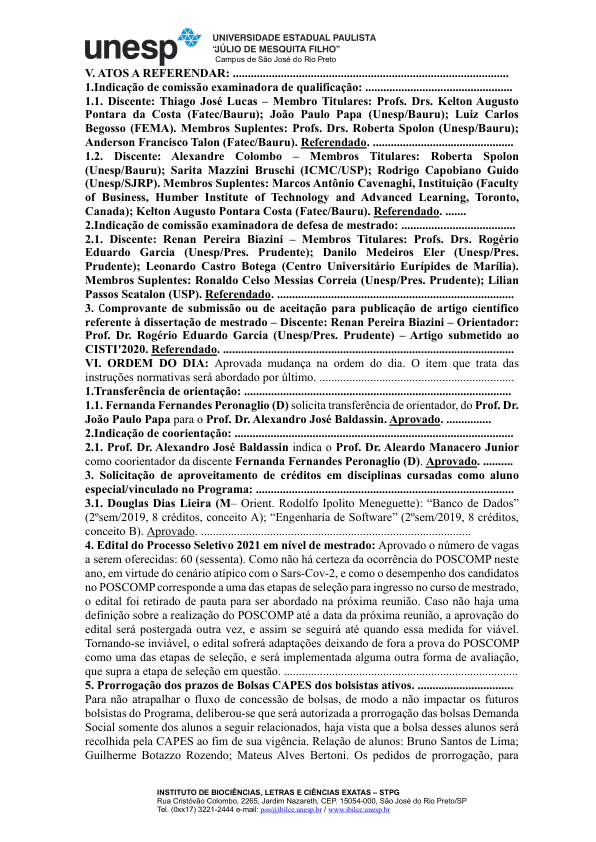 unesp
UNIVERSIDADE ESTADUAL PAULISTA
“JÚLIO DE MESQUITA FILHO”
Campus de São José do Rio Preto
V. ATOS A REFERENDAR: ....................................................................................
1.Indicação de comissão examinadora de qualificação: .............................................
1.1. Discente: Thiago José Lucas – Membro Titulares: Profs. Drs. Kelton Augusto
Pontara da Costa (Fatec/Bauru); João Paulo Papa (Unesp/Bauru); Luiz Carlos
Begosso (FEMA). Membros Suplentes: Profs. Drs. Roberta Spolon (Unesp/Bauru);
Anderson Francisco Talon (Fatec/Bauru). Referendado. ...........................................
1.2. Discente: Alexandre Colombo – Membros Titulares: Roberta Spolon
(Unesp/Bauru); Sarita Mazzini Bruschi (ICMC/USP); Rodrigo Capobiano Guido
(Unesp/SJRP). Membros Suplentes: Marcos Antônio Cavenaghi, Instituição (Faculty
of Business, Humber Institute of Technology and Advanced Learning, Toronto,
Canada); Kelton Augusto Pontara Costa (Fatec/Bauru). Referendado. .......
2.Indicação de comissão examinadora de defesa de mestrado: ...................................
2.1. Discente: Renan Pereira Biazini – Membros Titulares: Profs. Drs. Rogério
Eduardo Garcia (Unesp/Pres. Prudente); Danilo Medeiros Eler (Unesp/Pres.
Prudente); Leonardo Castro Botega (Centro Universitário Eurípides de Marília).
Membros Suplentes: Ronaldo Celso Messias Correia (Unesp/Pres. Prudente); Lilian
Passos Scatalon (USP). Referendado. ........................................................................
3. Comprovante de submissão ou de aceitação para publicação de artigo científico
referente à dissertação de mestrado – Discente: Renan Pereira Biazini – Orientador:
Prof. Dr. Rogério Eduardo Garcia (Unesp/Pres. Prudente) – Artigo submetido ao
CISTI'2020. Referendado. .........................................................................................
VI. ORDEM DO DIA: Aprovada mudança na ordem do dia. O item que trata das
instruções normativas será abordado por último. ...........................................................
1.Transferência de orientação: ..................................................................................
1.1. Fernanda Fernandes Peronaglio (D) solicita transferência de orientador, do Prof. Dr.
João Paulo Papa para o Prof. Dr. Alexandro José Baldassin. Aprovado. ...............
2.Indicação de coorientação: .....................................................................................
2.1. Prof. Dr. Alexandro José Baldassin indica o Prof. Dr. Aleardo Manacero Junior
como coorientador da discente Fernanda Fernandes Peronaglio (D). Aprovado. ..........
3. Solicitação de aproveitamento de créditos em disciplinas cursadas como aluno
especial/vinculado no Programa: ...............................................................................
3.1. Douglas Dias Lieira (M– Orient. Rodolfo Ipolito Meneguette): “Banco de Dados”
(2ºsem/2019, 8 créditos, conceito A); “Engenharia de Software” (2ºsem/2019, 8 créditos,
conceito B). Aprovado. ..................................................................................
4. Edital do Processo Seletivo 2021 em nível de mestrado: Aprovado o número de vagas
a serem oferecidas: 60 (sessenta). Como não há certeza da ocorrência do POSCOMP neste
ano, em virtude do cenário atípico com o Sars-Cov-2, e como o desempenho dos candidatos
no POSCOMP corresponde a uma das etapas de seleção para ingresso no curso de mestrado,
o edital foi retirado de pauta para ser abordado na próxima reunião. Caso não haja uma
definição sobre a realização do POSCOMP até a data da próxima reunião, a aprovação do
edital será postergada outra vez, e assim se seguirá até quando essa medida for viável.
Tornando-se inviável, o edital sofrerá adaptações deixando de fora a prova do POSCOMP
como uma das etapas de seleção, e será implementada alguma outra forma de avaliação,
que supra a etapa de seleção em questão. .......................................................................
5. Prorrogação dos prazos de Bolsas CAPES dos bolsistas ativos. .............................
Para não atrapalhar o fluxo de concessão de bolsas, de modo a não impactar os futuros
bolsistas do Programa, deliberou-se que será autorizada a prorrogação das bolsas Demanda
Social somente dos alunos a seguir relacionados, haja vista que a bolsa desses alunos será
recolhida pela CAPES ao fim de sua vigência. Relação de alunos: Bruno Santos de Lima;
Guilherme Botazzo Rozendo; Mateus Alves Bertoni. Os pedidos de prorrogação, para
INSTITUTO DE BIOCIÊNCIAS, LETRAS E CIÊNCIAS EXATAS – STPG
Rua Cristóvão Colombo, 2265, Jardim Nazareth, CEP. 15054-000, São José do Rio Preto/SP
Tel. (0xx17) 3221-2444 e-mail: pos@ibilce.unesp.br / www.ibilce.unesp.br